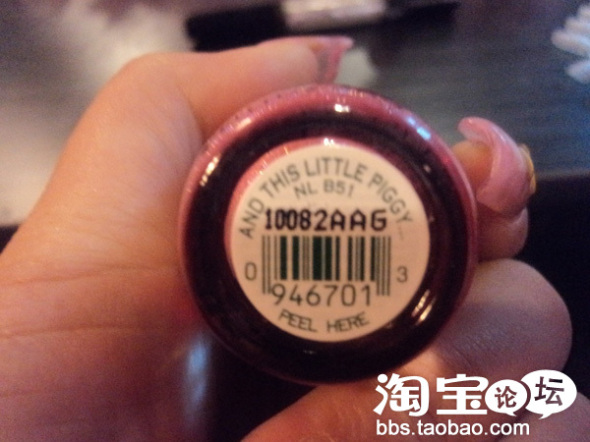 AND THIS LITTLE PIGGY...
NL B51
10082AAG
0 946701 3
PEEL HERE
淘宝论坛
bbs.taobao.com